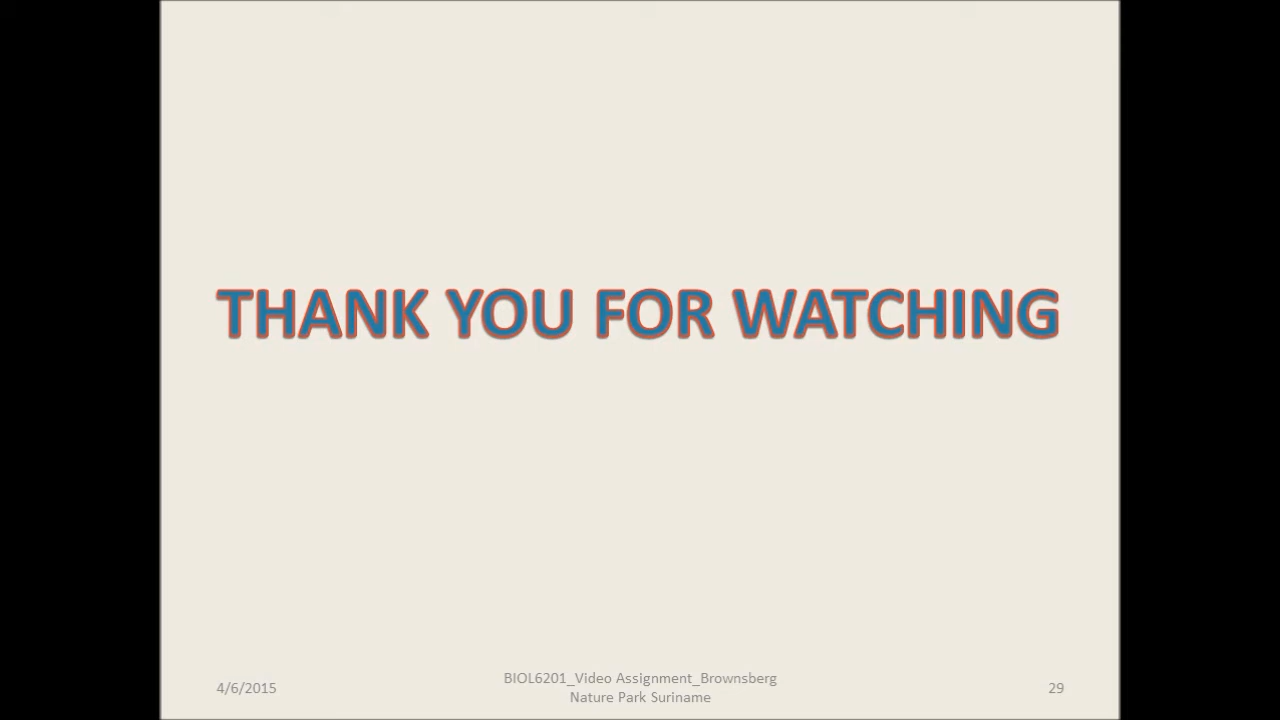 THANK YOU FOR WATCHING
4/6/2015
BIOL6201_Video Assignment_Brownsberg
Nature Park Suriname
29